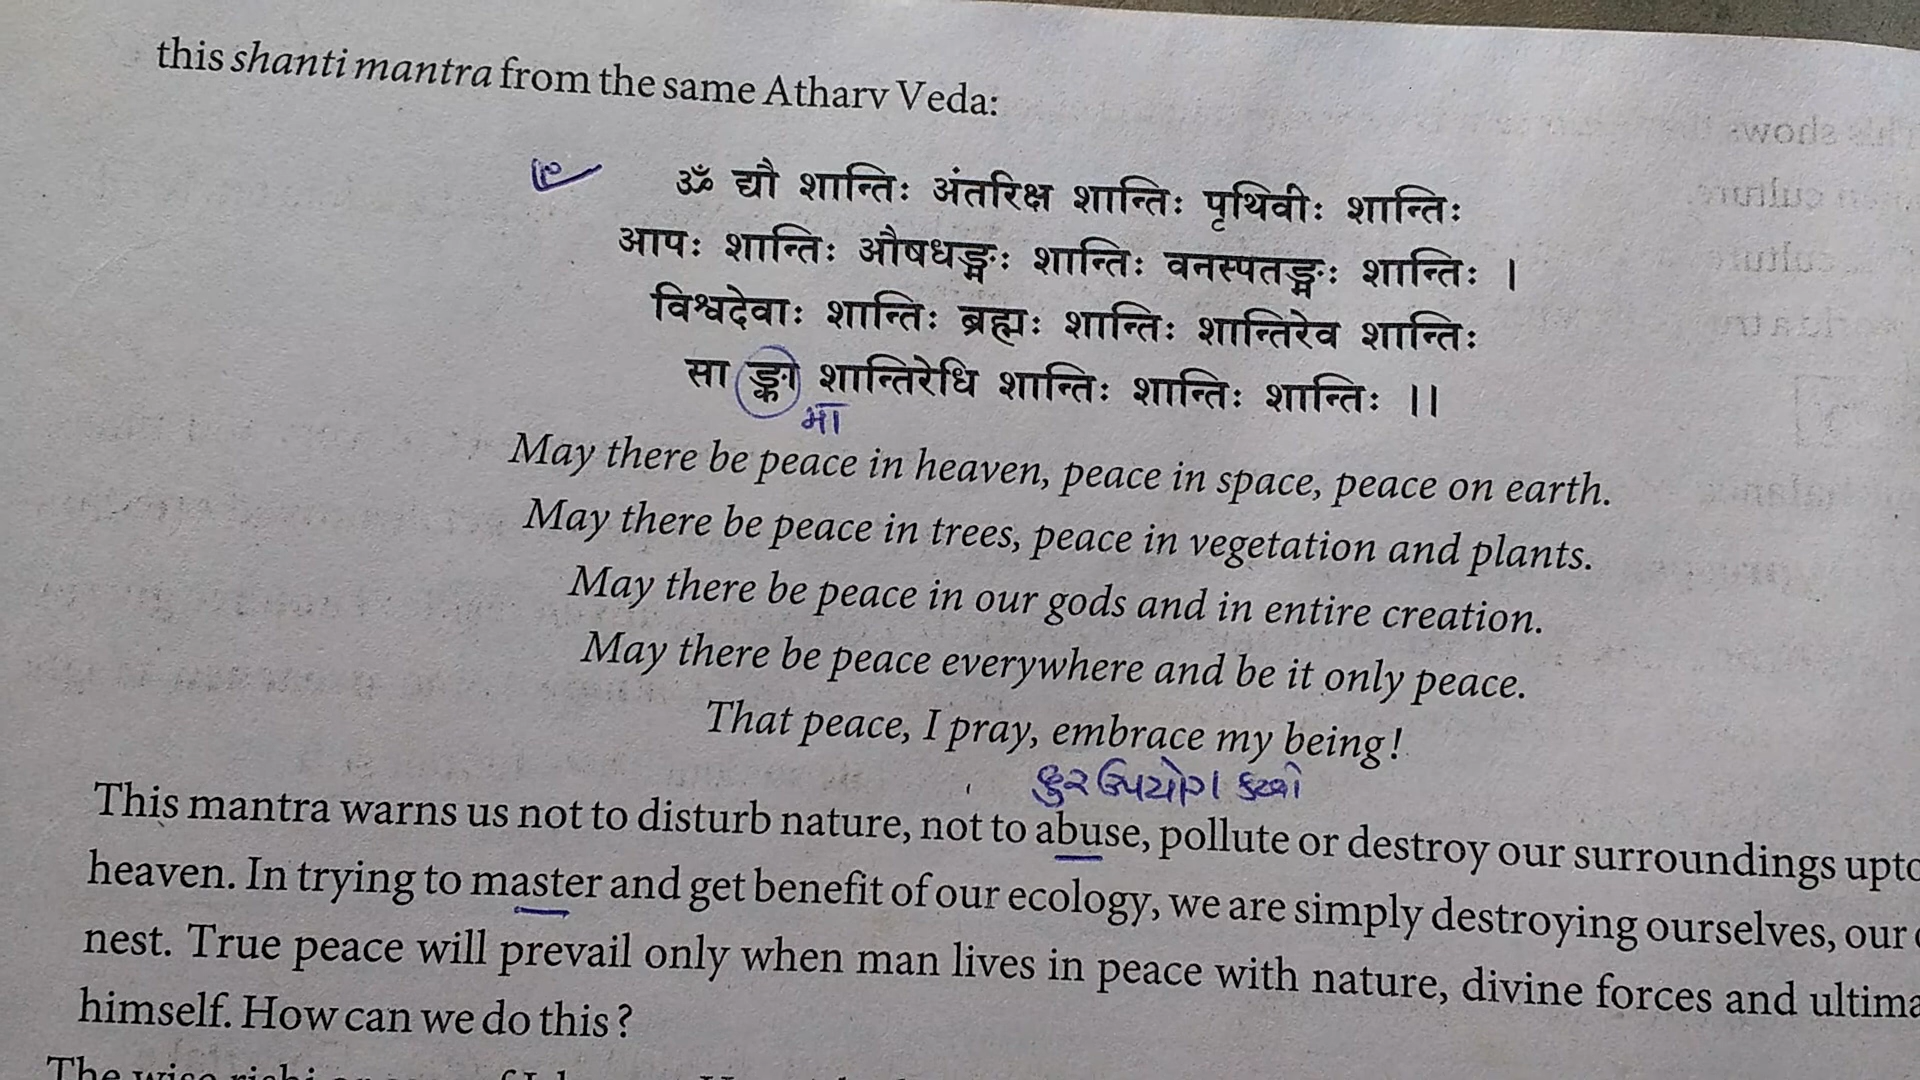 this shanti mantra from the same Atharv Veda:
ॐ द्यौ शान्तिः अंतरिक्ष शान्तिः पृथिवीः शान्तिः
आपः शान्तिः औषधङ्मः शान्तिः वनस्पतङ्मः शान्तिः ।
विश्वदेवाः शान्तिः ब्रह्मः शान्तिः शान्तिरेव शान्तिः
सा ङ्को शान्तिरेधि शान्तिः शान्तिः शान्तिः ।।
मा
May there be peace in heaven, peace in space, peace on earth.
May there be peace in trees, peace in vegetation and plants.
May there be peace in our gods and in entire creation.
May there be peace everywhere and be it only peace.
That peace, I pray, embrace my being!
ઉપયોગ
This mantra warns us not to disturb nature, not to abuse, pollute or destroy our surroundings upto
heaven. In trying to master and get benefit of our ecology, we are simply destroying ourselves, our
nest. True peace will prevail only when man lives in peace with nature, divine forces and ultima
himself. How can we do this?
The wise rishi